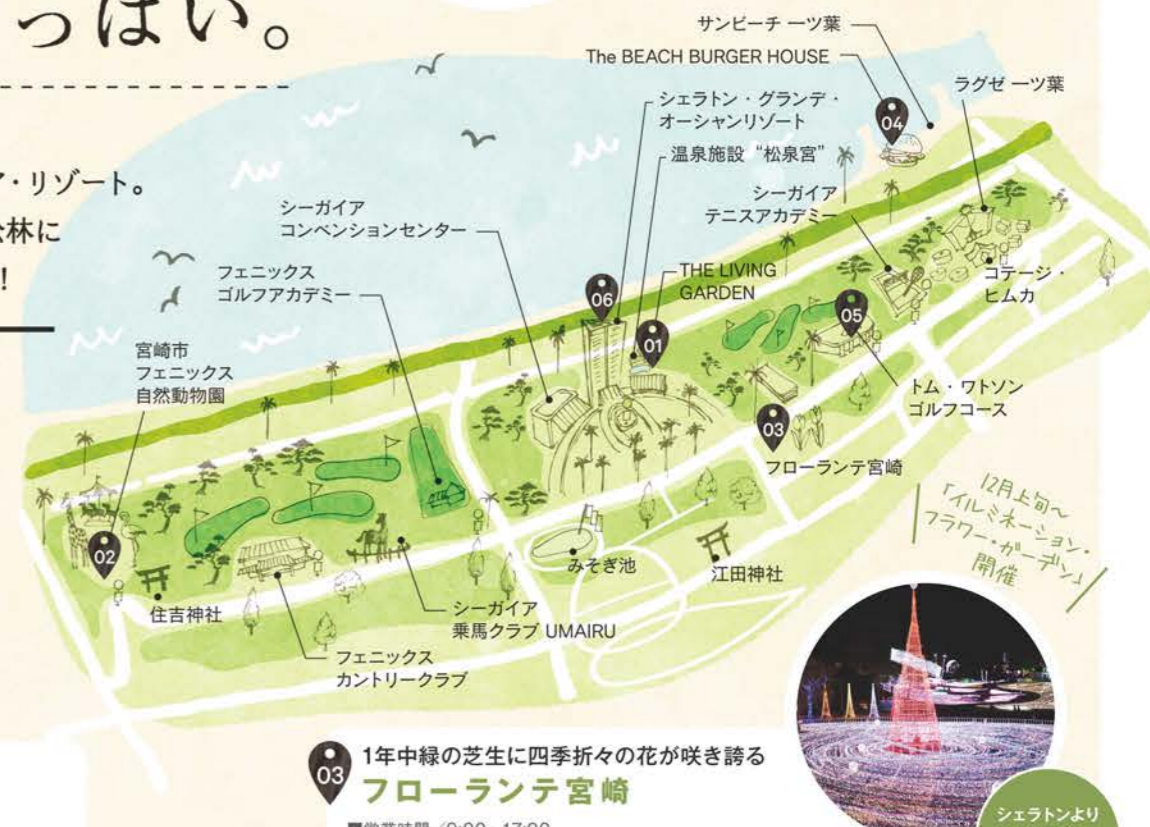 っぱい。
ア・リゾート。
公林に
!
サンビーチ 一ツ葉
The BEACH BURGER HOUSE
ラグゼ 一ツ葉
シェラトン・グランデ・
オーシャンリゾート
04
温泉施設 “松泉宮”
シーガイア
テニスアカデミー
シーガイア
コンベンションセンター
フェニックス
ゴルフアカデミー
THE LIVING
GARDEN
コテージ・
ヒムカ
06
05
01
宮崎市
フェニックス
自然動物園
トム・ワトソン
ゴルフコース
03
フローランテ宮崎
02
みそぎ池
江田神社
住吉神社
シーガイア
乗馬クラブ UMAIRU
フェニックス
カントリークラブ
12月上旬~
「イルミネーション・
フラワー・ガーデン」
開催
03
1年中緑の芝生に四季折々の花が咲き誇る
フローランテ宮崎
シェラトンより